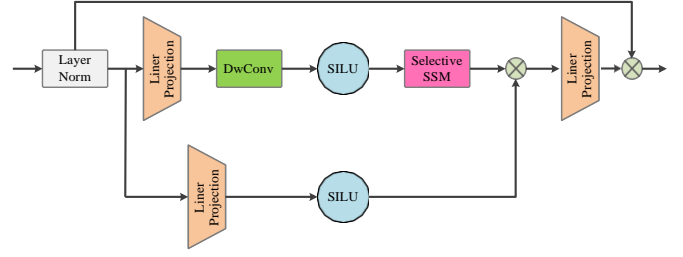 Layer
Norm
Liner
Projection
DwConv
SILU
Selective
SSM
Liner
Projection
Liner
Projection
SILU